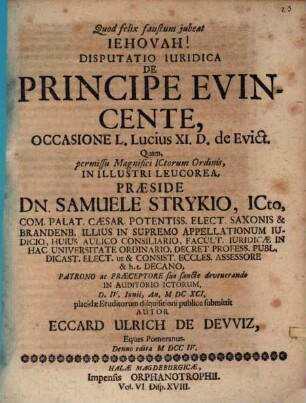 23
Quod felix faustum jubeat
IEHOVAH!
DISPUTATIO IURIDICA
DE
PRINCIPE EVIN-
CENTE,
OCCASIONE L. Lucius XI. D. de Evict.
Quam,
permissu Magnifici ICtorum Ordinis,
IN ILLUSTRI LEUCOREA,
PRÆSIDE
DN. SAMUELE STRYKIO, ICto,
COM. PALAT. CÆSAR. POTENTISS. ELECT. SAXONIS &
BRANDENB. ILLIUS IN SUPREMO APPELLATIONUM IU-
DICIO, HUIUS AULICO CONSILIARIO, FACULT. IURIDICÆ IN
HAC UNIVERSITATE ORDINARIO, DECRET. PROFESS. PUBL.
DICAST. ELECT. ut & CONSIST. ECCLES. ASSESSORE
& h.t. DECANO,
PATRONO ac PRÆCEPTORE suo sancte devenerando
IN AUDITORIO ICTORUM,
D. IV. Iunii, An. M DC XCI,
placidæ Eruditorum disquisitioni publice submittit
AUTOR
ECCARD ULRICH DE DEVVIZ,
Eques Pomeranus.
Denuo edita M DCC IV.
HALÆ MAGDEBURGICÆ,
Impensis ORPHANOTROPHII.
Vol. VI. Disp. XVIII.